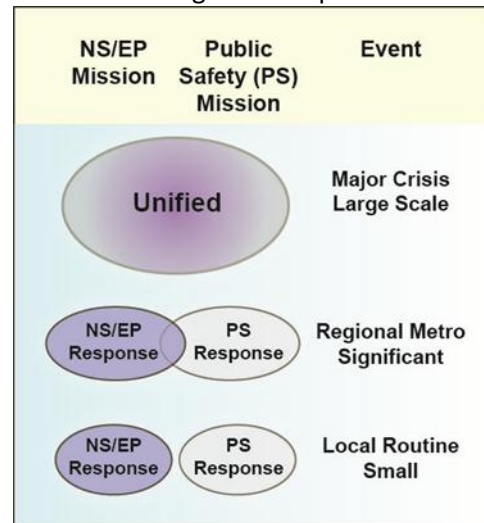 NS/EP Mission
Public Safety (PS) Mission
Event
Unified
Major Crisis
Large Scale
NS/EP
Response
PS
Response
Regional Metro
Significant
NS/EP
Response
PS
Response
Local Routine
Small